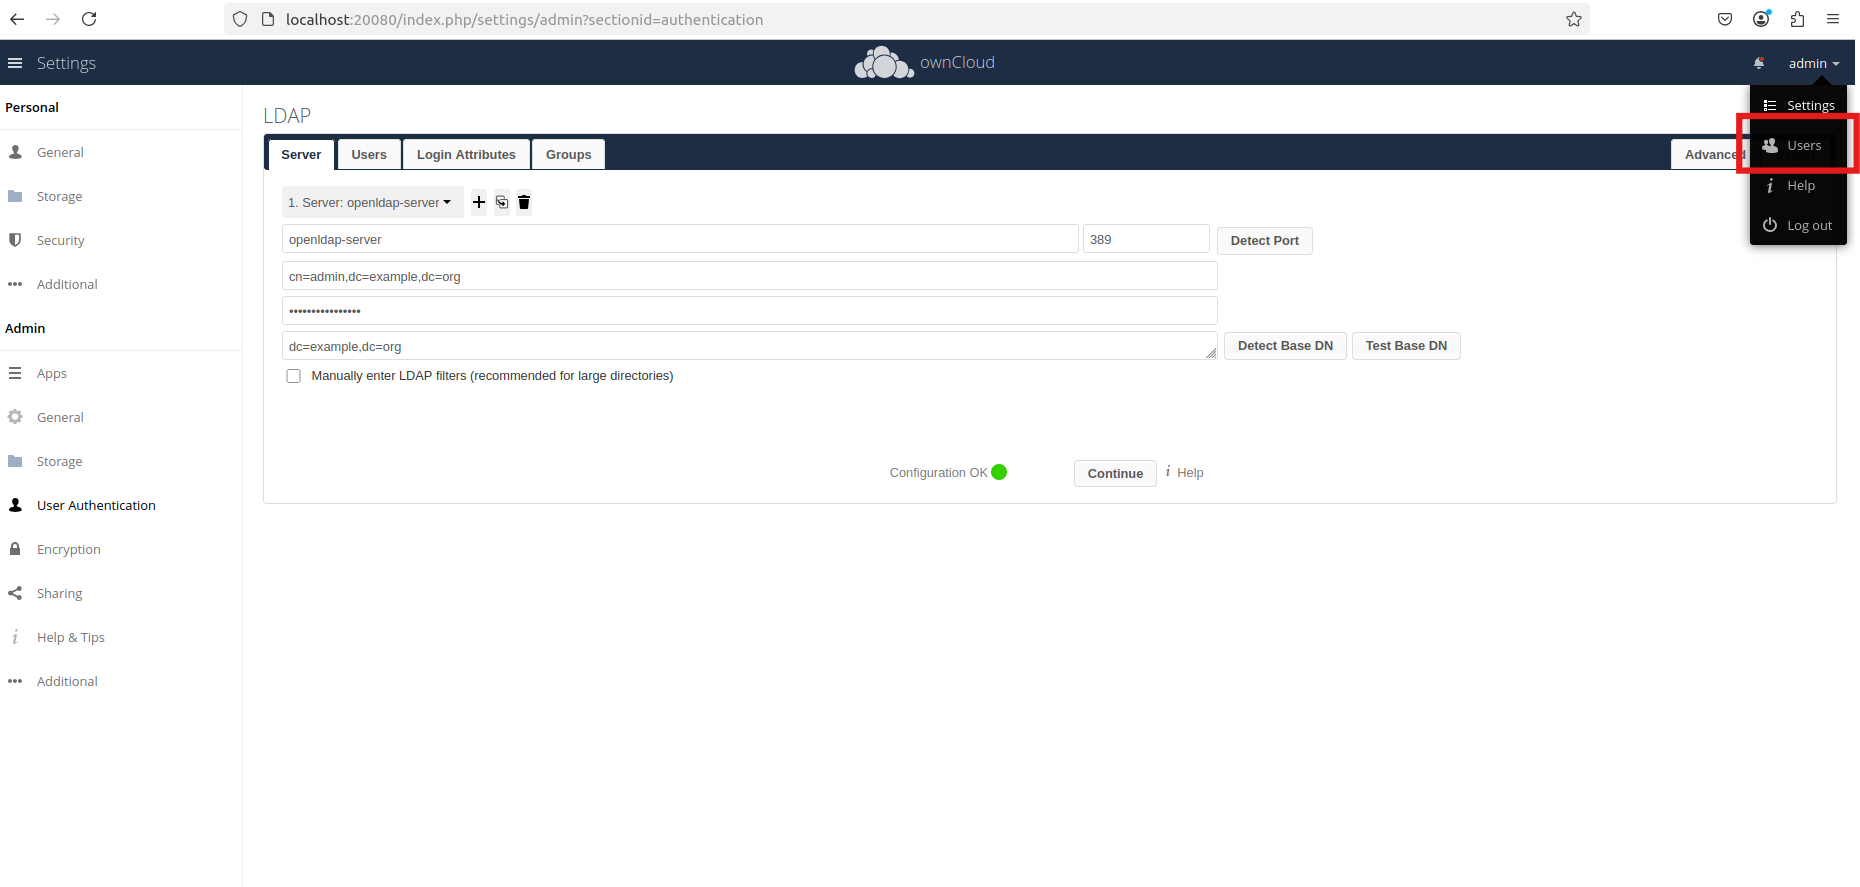 localhost:20080/index.php/settings/admin?sectionid=authentication
Settings
ownCloud
admin
Settings
Users
Help
Log out
Personal
General
Storage
Security
Additional
Admin
Apps
General
Storage
User Authentication
Encryption
Sharing
Help & Tips
Additional
LDAP
Server
Users
Login Attributes
Groups
Advanced
1. Server: openldap-server
openldap-server
389
Detect Port
cn=admin,dc=example,dc=org
••••••••••••••••
dc=example,dc=org
Detect Base DN
Test Base DN
Manually enter LDAP filters (recommended for large directories)
Configuration OK
Continue
i Help